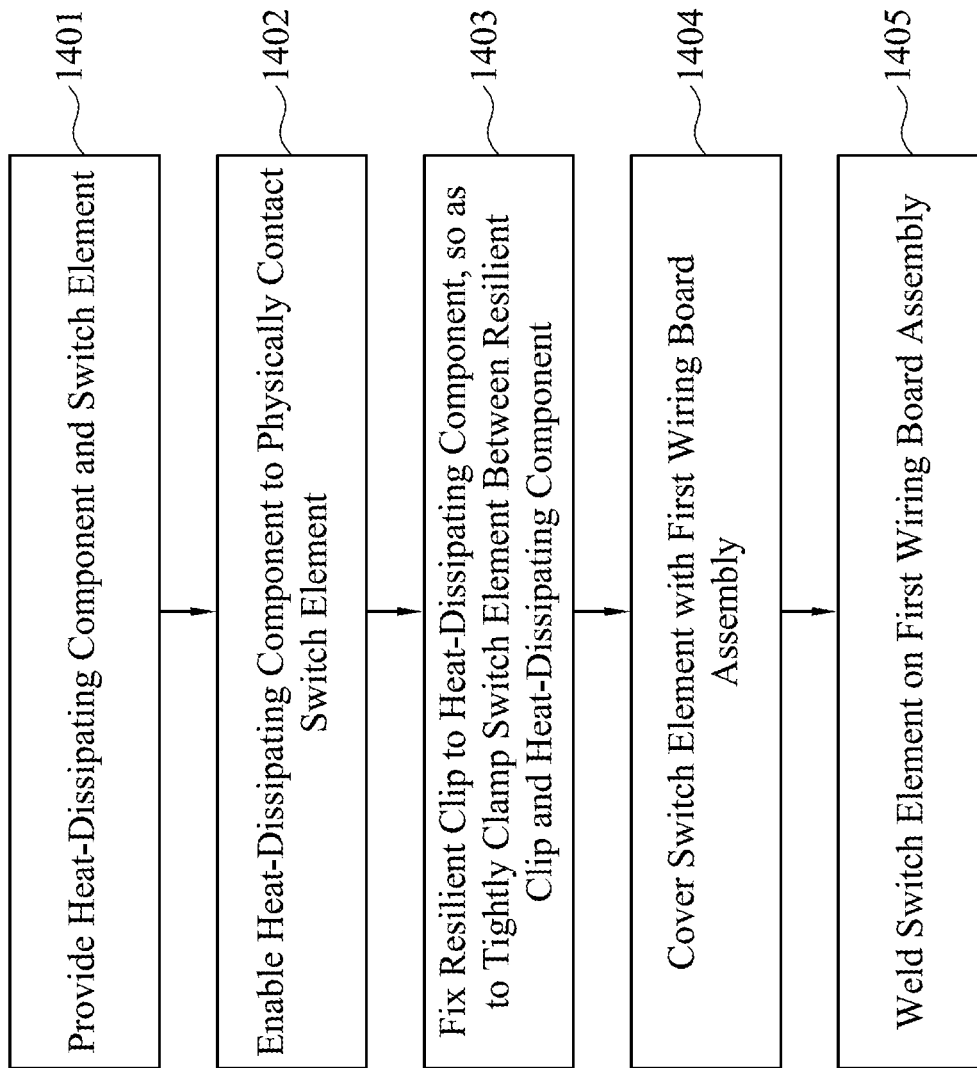 Provide Heat-Dissipating Component and Switch Element
1401
Enable Heat-Dissipating Component to Physically Contact
Switch Element
1402
Fix Resilient Clip to Heat-Dissipating Component, so as
to Tightly Clamp Switch Element Between Resilient
Clip and Heat-Dissipating Component
1403
Cover Switch Element with First Wiring Board
Assembly
1404
Weld Switch Element on First Wiring Board Assembly
1405